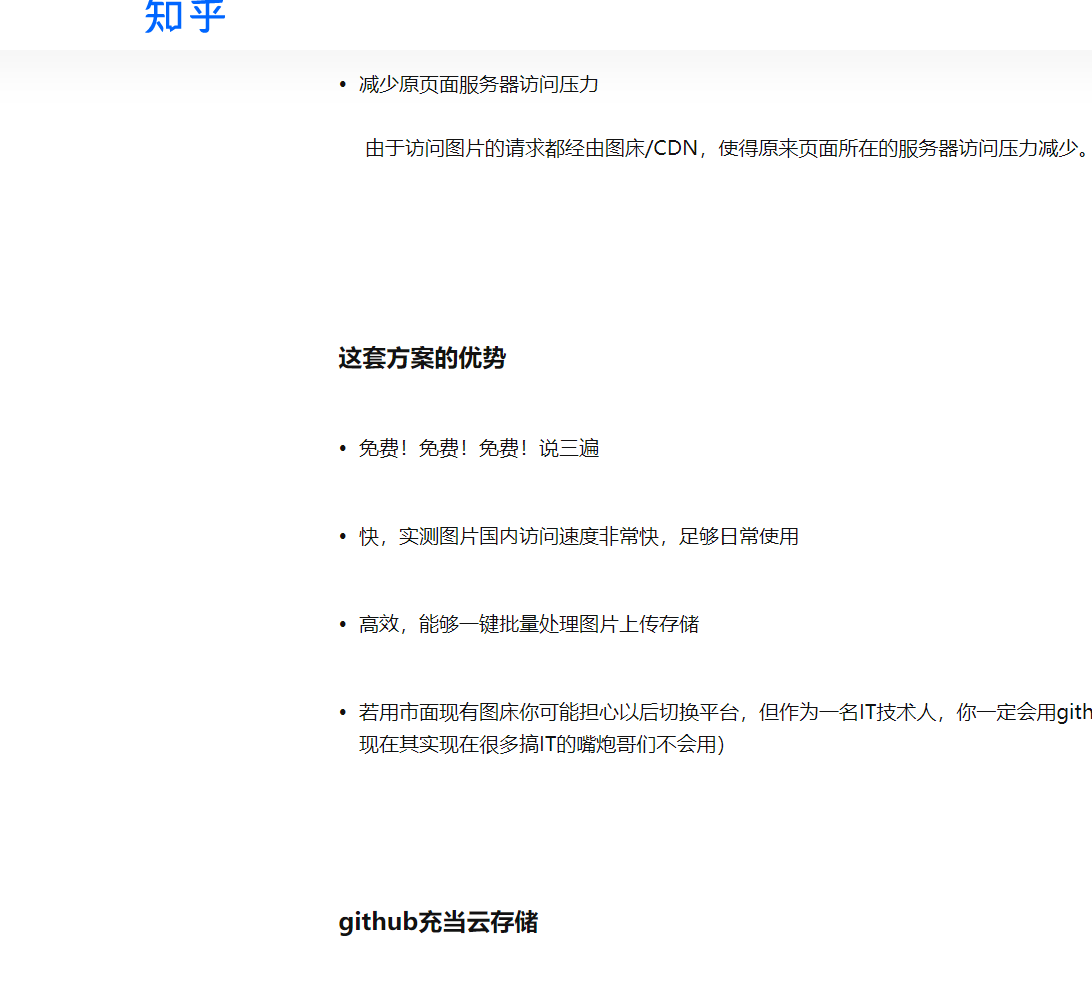 知乎
• 减少原页面服务器访问压力
由于访问图片的请求都经由图床/CDN，使得原来页面所在的服务器访问压力减少。
这套方案的优势
• 免费！免费！免费！说三遍
• 快，实测图片国内访问速度非常快，足够日常使用
• 高效，能够一键批量处理图片上传存储
• 若用市面现有图床你可能担心以后切换平台，但作为一名IT技术人，你一定会用gith
现在其实现在很多搞IT的嘴炮哥们不会用）
github充当云存储